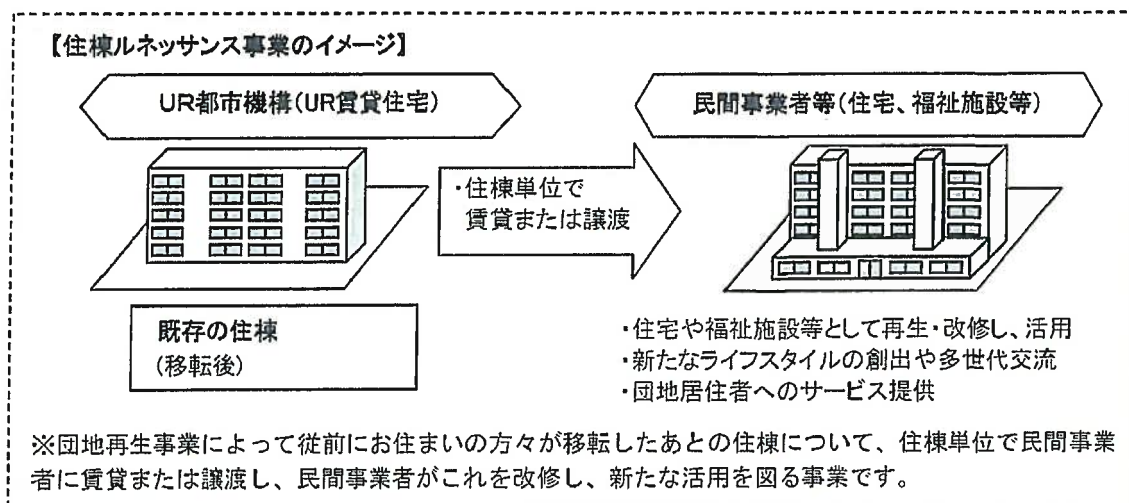 【住棟ルネッサンス事業のイメージ】
UR都市機構(UR賃貸住宅)
民間事業者等(住宅、福祉施設等)
・住棟単位で
賃貸または譲渡
既存の住棟
(移転後)
・住宅や福祉施設等として再生・改修し、活用
・新たなライフスタイルの創出や多世代交流
・団地居住者へのサービス提供
※団地再生事業によって従前にお住まいの方々が移転したあとの住棟について、住棟単位で民間事業
者に賃貸または譲渡し、民間事業者がこれを改修し、新たな活用を図る事業です。